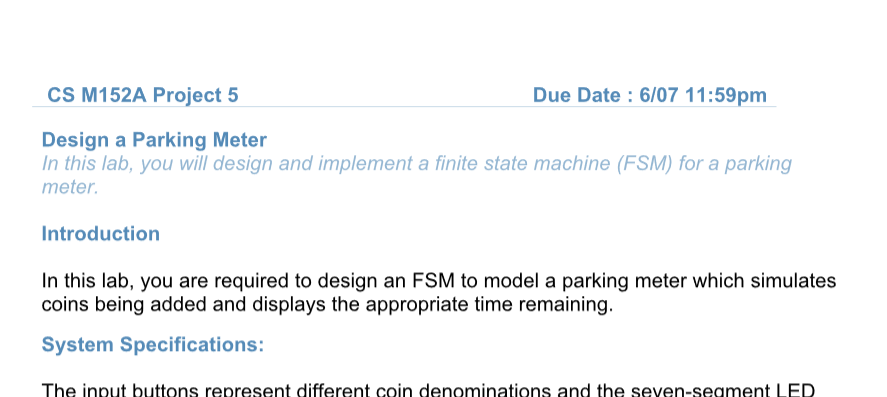 CS M152A Project 5 Due Date : 6/07 11:59pm
Design a Parking Meter
In this lab, you will design and implement a finite state machine (FSM) for a parking
meter.
Introduction
In this lab, you are required to design an FSM to model a parking meter which simulates
coins being added and displays the appropriate time remaining.
System Specifications:
The input buttons represent different coin denominations and the seven-segment LED